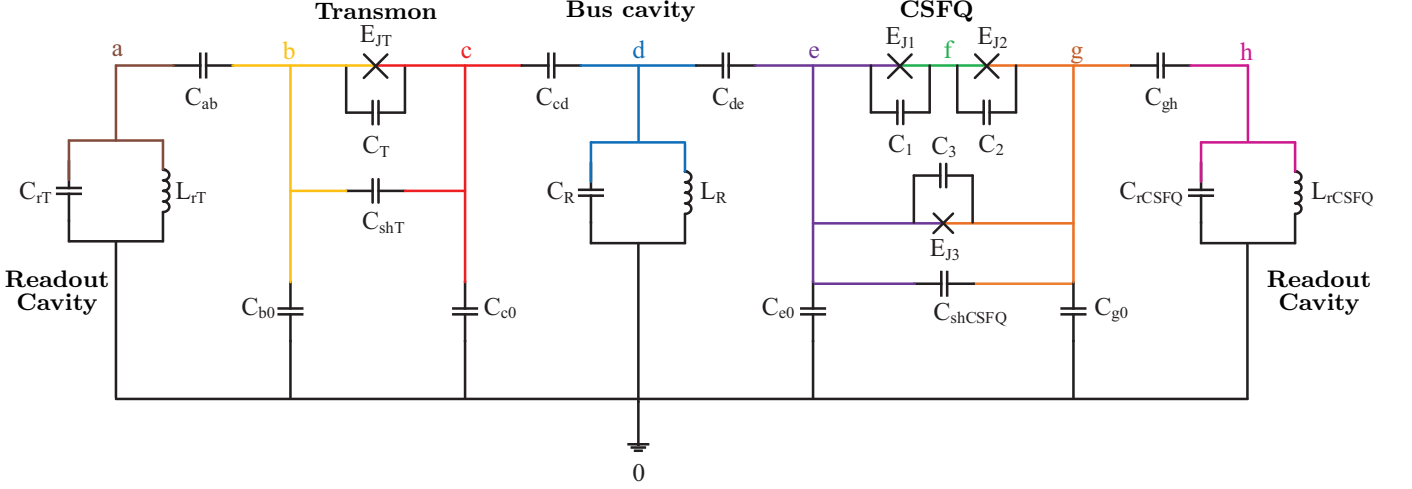 Transmon
Bus cavity
CSFQ
a
b
E_JT
c
d
e
E_J1
f
E_J2
g
h
C_ab
C_T
C_cd
C_de
C_1
C_2
C_gh
C_3
C_rT
L_rT
C_shT
C_R
L_R
E_J3
C_rCSFQ
L_rCSFQ
Readout
Cavity
C_b0
C_c0
C_e0
C_shCSFQ
C_g0
Readout
Cavity
0